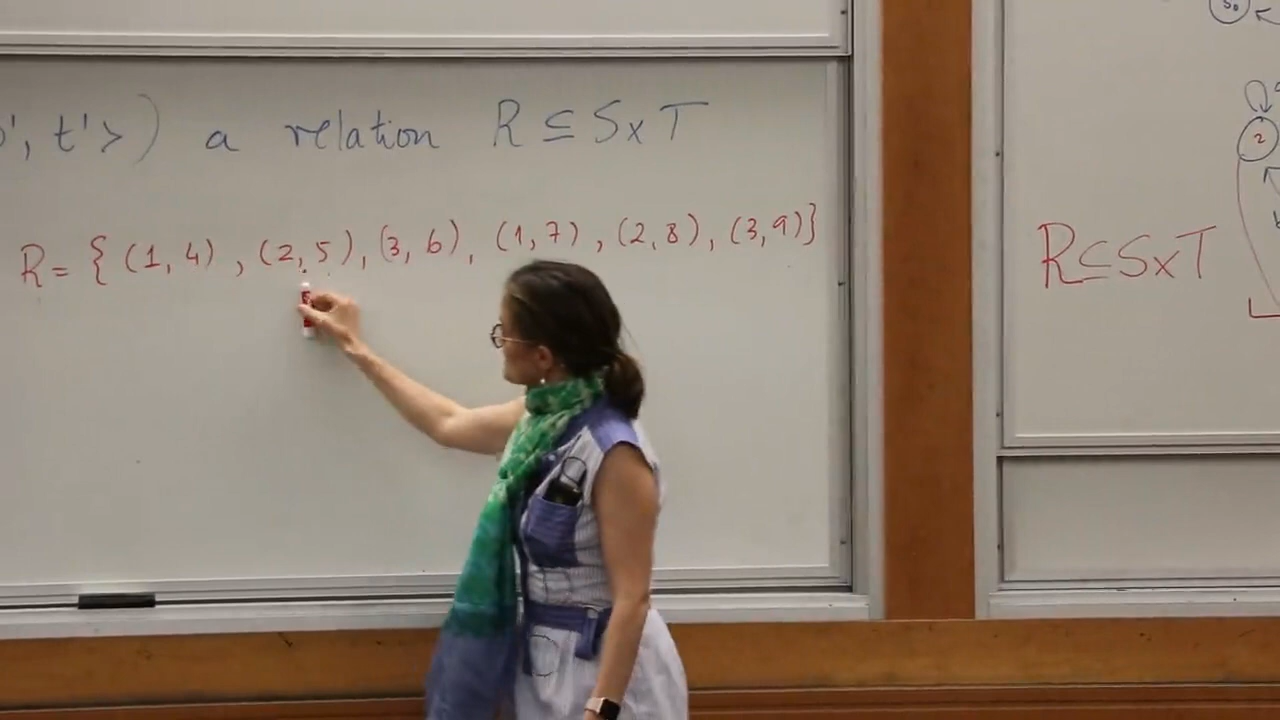 ', t'>) a relation R ⊆ S x T
R = { (1, 4) , (2, 5), (3, 6), (1, 7) , (2, 8), (3, 9)}
R ⊆ S x T
2